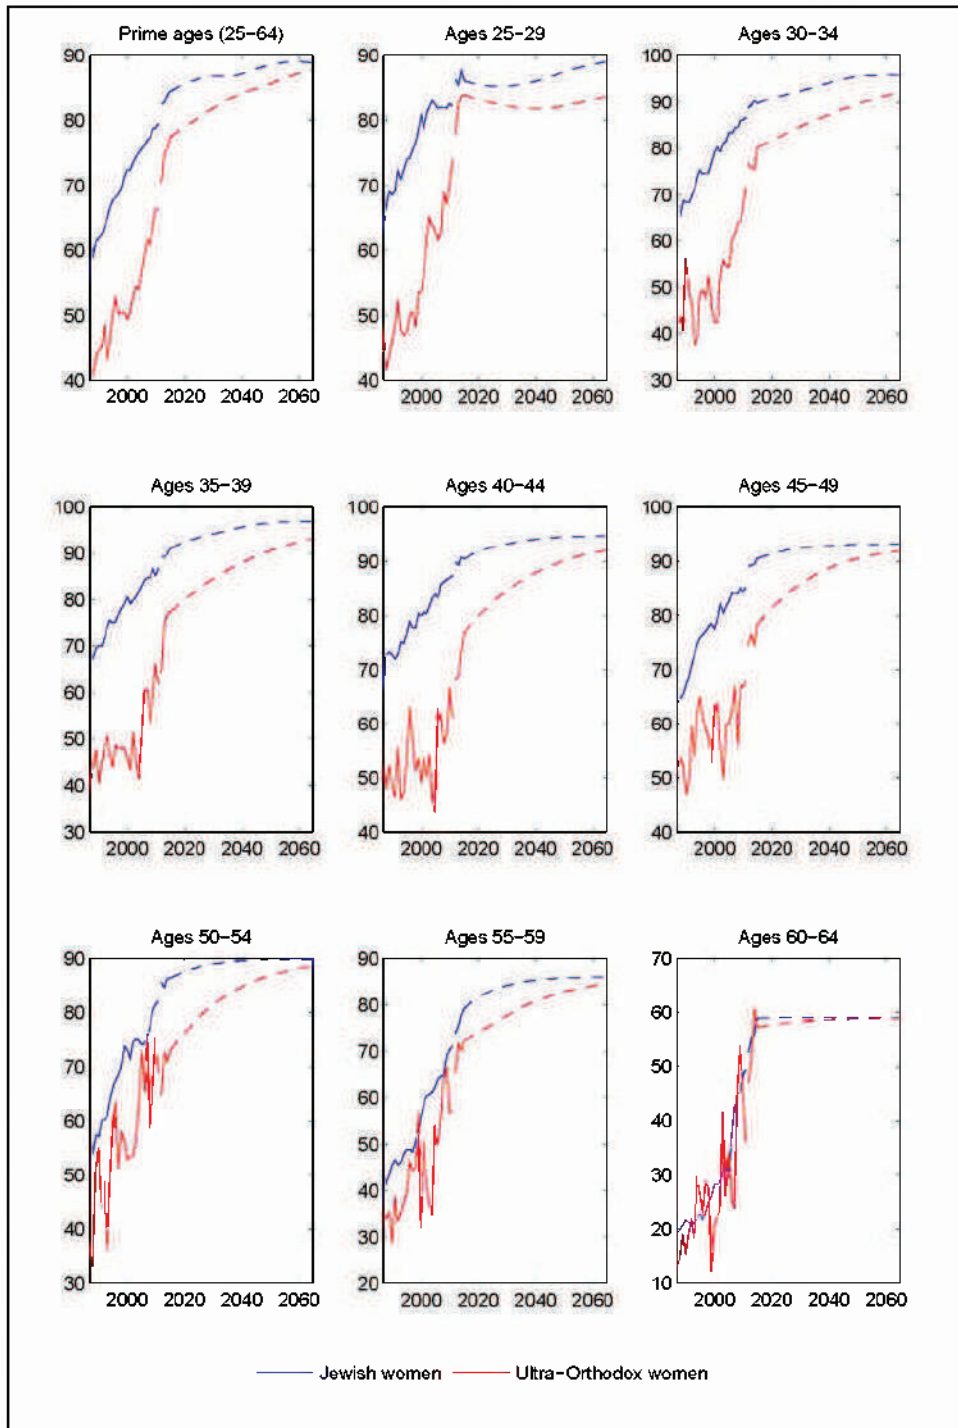 Prime ages (25-64) Ages 25-29 Ages 30-34
90 90 100
80 80 90
70 70 80
60 60 70
50 50 60
40 40 50
40
30
2000 2020 2040 2060 2000 2020 2040 2060 2000 2020 2040 2060
Ages 35-39 Ages 40-44 Ages 45-49
100 100 100
90 90 90
80 80 80
70 70 70
60 60 60
50 50 50
40 40 40
30
2000 2020 2040 2060 2000 2020 2040 2060 2000 2020 2040 2060
Ages 50-54 Ages 55-59 Ages 60-64
90 90 70
80 80 60
70 70 50
60 60 40
50 50 30
40 40 20
30 30 10
20
2000 2020 2040 2060 2000 2020 2040 2060 2000 2020 2040 2060
Jewish women Ultra-Orthodox women